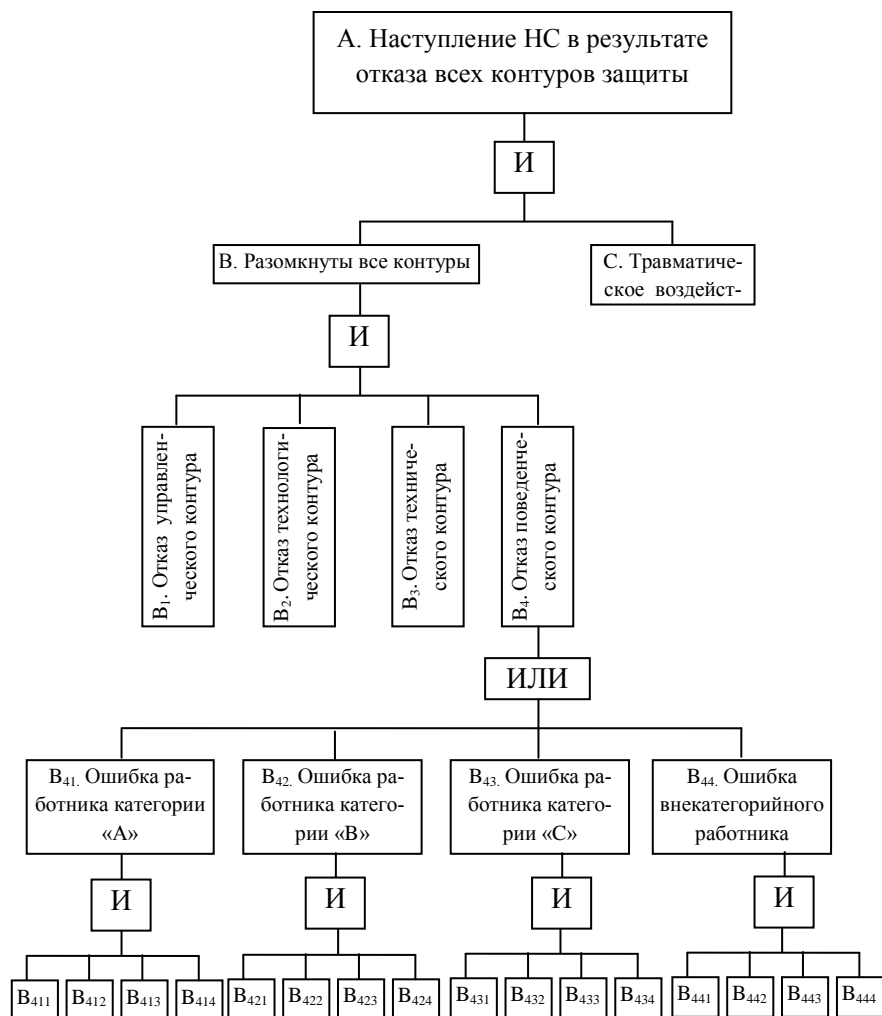 А. Наступление НС в результате
отказа всех контуров защиты
И
В. Разомкнуты все контуры
С. Травматиче-
ское воздейст-
И
В₁. Отказ управлен-
ческого контура
В₂. Отказ технологи-
ческого контура
В₃. Отказ техниче-
ского контура
В₄. Отказ поведенче-
ского контура
ИЛИ
В₄₁. Ошибка ра-
ботника категории
«А»
В₄₂. Ошибка ра-
ботника катего-
рии «В»
В₄₃. Ошибка ра-
ботника катего-
рии «С»
В₄₄. Ошибка
внекатегорийного
работника
И
И
И
И
В₄₁₁
В₄₁₂
В₄₁₃
В₄₁₄
В₄₂₁
В₄₂₂
В₄₂₃
В₄₂₄
В₄₃₁
В₄₃₂
В₄₃₃
В₄₃₄
В₄₄₁
В₄₄₂
В₄₄₃
В₄₄₄